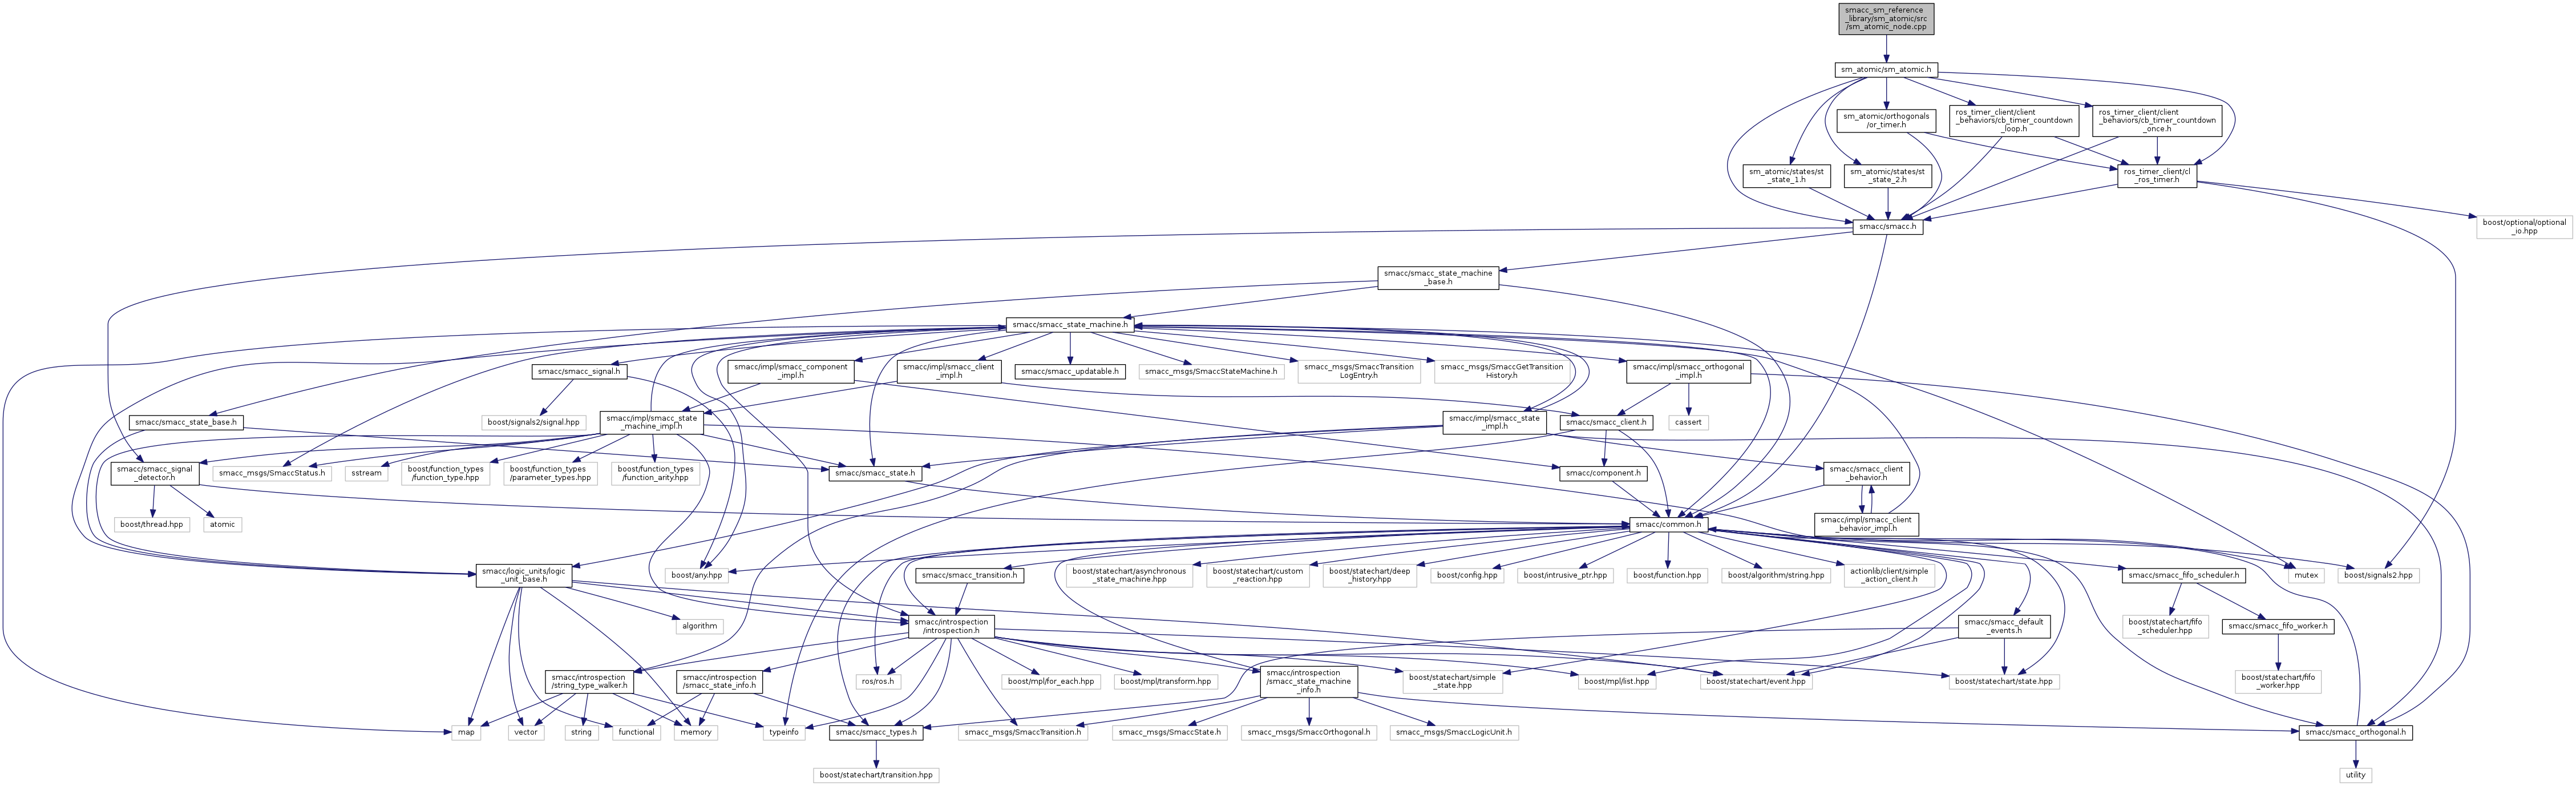 smacc_sm_reference
_library/sm_atomic/src
/sm_atomic_node.cpp
sm_atomic/sm_atomic.h
sm_atomic/orthogonals
/or_timer.h
ros_timer_client/client
_behaviors/cb_timer_countdown
_loop.h
ros_timer_client/client
_behaviors/cb_timer_countdown
_once.h
sm_atomic/states/st
_state_1.h
sm_atomic/states/st
_state_2.h
ros_timer_client/cl
_ros_timer.h
smacc/smacc.h
boost/optional/optional
_io.hpp
smacc/smacc_state_machine
_base.h
smacc/smacc_state_machine.h
smacc/smacc_signal.h
smacc/impl/smacc_component
_impl.h
smacc/impl/smacc_client
_impl.h
smacc/smacc_updatable.h
smacc_msgs/SmaccStateMachine.h
smacc_msgs/SmaccTransition
LogEntry.h
smacc_msgs/SmaccGetTransition
History.h
smacc/impl/smacc_orthogonal
_impl.h
smacc/smacc_state_base.h
boost/signals2/signal.hpp
smacc/impl/smacc_state
_machine_impl.h
smacc/impl/smacc_state
_impl.h
smacc/smacc_client.h
cassert
smacc/smacc_signal
_detector.h
smacc_msgs/SmaccStatus.h
sstream
boost/function_types
/function_type.hpp
boost/function_types
/parameter_types.hpp
boost/function_types
/function_arity.hpp
smacc/smacc_state.h
smacc/component.h
smacc/smacc_client
_behavior.h
boost/thread.hpp
atomic
smacc/common.h
smacc/impl/smacc_client
_behavior_impl.h
smacc/logic_units/logic
_unit_base.h
boost/any.hpp
smacc/smacc_transition.h
boost/statechart/asynchronous
_state_machine.hpp
boost/statechart/custom
_reaction.hpp
boost/statechart/deep
_history.hpp
boost/config.hpp
boost/intrusive_ptr.hpp
boost/function.hpp
boost/algorithm/string.hpp
actionlib/client/simple
_action_client.h
smacc/smacc_fifo_scheduler.h
mutex
boost/signals2.hpp
algorithm
smacc/introspection
/introspection.h
smacc/smacc_default
_events.h
boost/statechart/fifo
_scheduler.hpp
smacc/smacc_fifo_worker.h
smacc/introspection
/string_type_walker.h
smacc/introspection
/smacc_state_info.h
ros/ros.h
boost/mpl/for_each.hpp
boost/mpl/transform.hpp
smacc/introspection
/smacc_state_machine
_info.h
boost/statechart/simple
_state.hpp
boost/mpl/list.hpp
boost/statechart/event.hpp
boost/statechart/state.hpp
boost/statechart/fifo
_worker.hpp
map
vector
string
functional
memory
typeinfo
smacc/smacc_types.h
smacc_msgs/SmaccTransition.h
smacc_msgs/SmaccState.h
smacc_msgs/SmaccOrthogonal.h
smacc_msgs/SmaccLogicUnit.h
smacc/smacc_orthogonal.h
boost/statechart/transition.hpp
utility